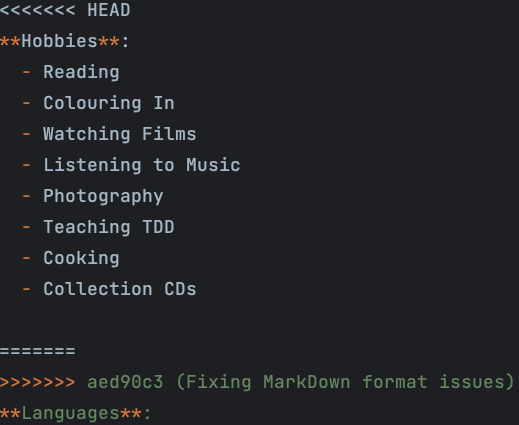 <<<<<<< HEAD
**Hobbies**:
  - Reading
  - Colouring In
  - Watching Films
  - Listening to Music
  - Photography
  - Teaching TDD
  - Cooking
  - Collection CDs

=======
>>>>>>> aed90c3 (Fixing MarkDown format issues)
**Languages**: